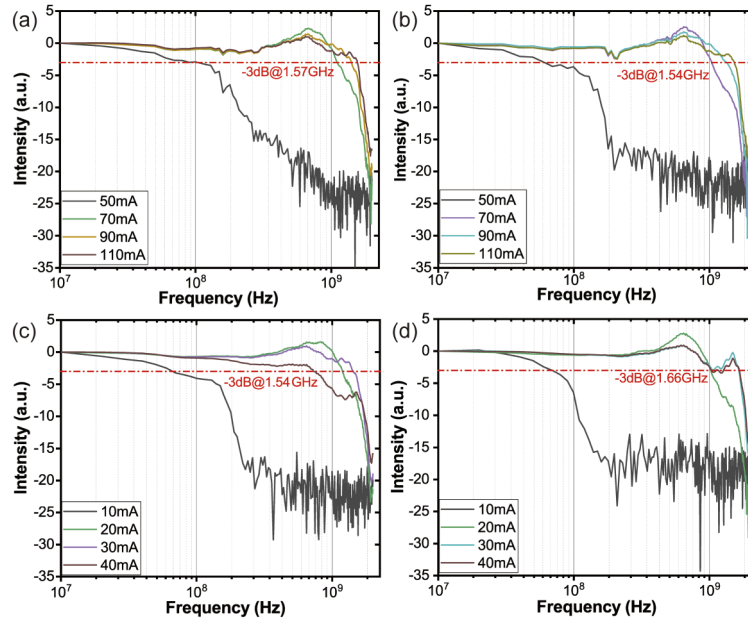 (a)
5
0
-5
-10
-15
-20
-25
-30
-35
Intensity (a.u.)
-3dB@1.57GHz
50mA
70mA
90mA
110mA
10^7
10^8
10^9
Frequency (Hz)
(b)
5
0
-5
-10
-15
-20
-25
-30
-35
Intensity (a.u.)
-3dB@1.54GHz
50mA
70mA
90mA
110mA
10^7
10^8
10^9
Frequency (Hz)
(c)
5
0
-5
-10
-15
-20
-25
-30
-35
Intensity (a.u.)
-3dB@1.54GHz
10mA
20mA
30mA
40mA
10^7
10^8
10^9
Frequency (Hz)
(d)
5
0
-5
-10
-15
-20
-25
-30
-35
Intensity (a.u.)
-3dB@1.66GHz
10mA
20mA
30mA
40mA
10^7
10^8
10^9
Frequency (Hz)